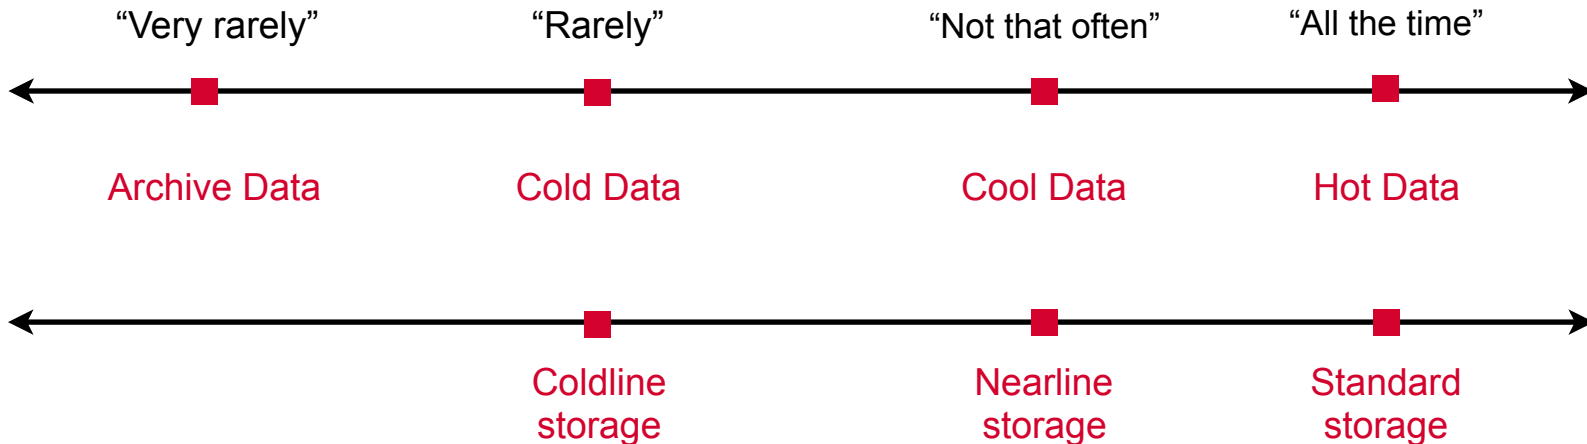 “Very rarely” “Rarely” “Not that often” “All the time”
Archive Data Cold Data Cool Data Hot Data
Coldline Nearline Standard
storage storage storage